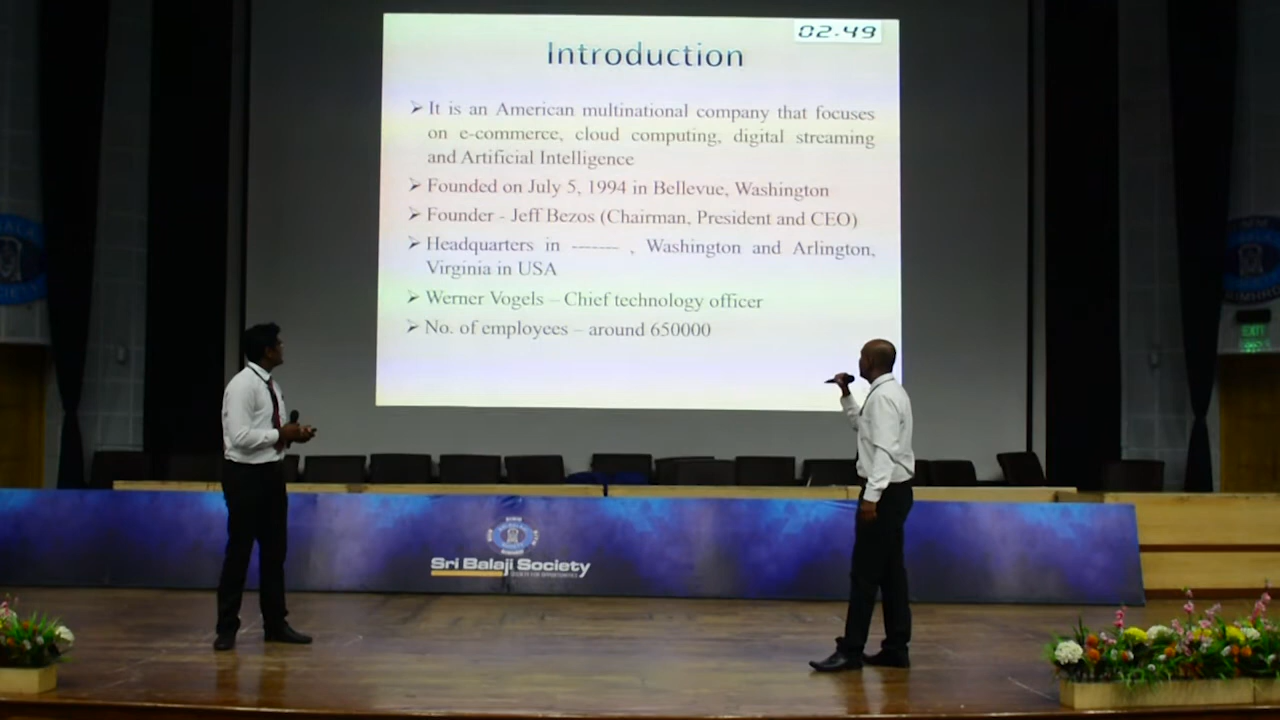 02:49
Introduction
➢ It is an American multinational company that focuses
on e-commerce, cloud computing, digital streaming
and Artificial Intelligence
➢ Founded on July 5, 1994 in Bellevue, Washington
➢ Founder - Jeff Bezos (Chairman, President and CEO)
➢ Headquarters in ------- , Washington and Arlington,
Virginia in USA
➢ Werner Vogels – Chief technology officer
➢ No. of employees – around 650000
EXIT
Sri Balaji Society